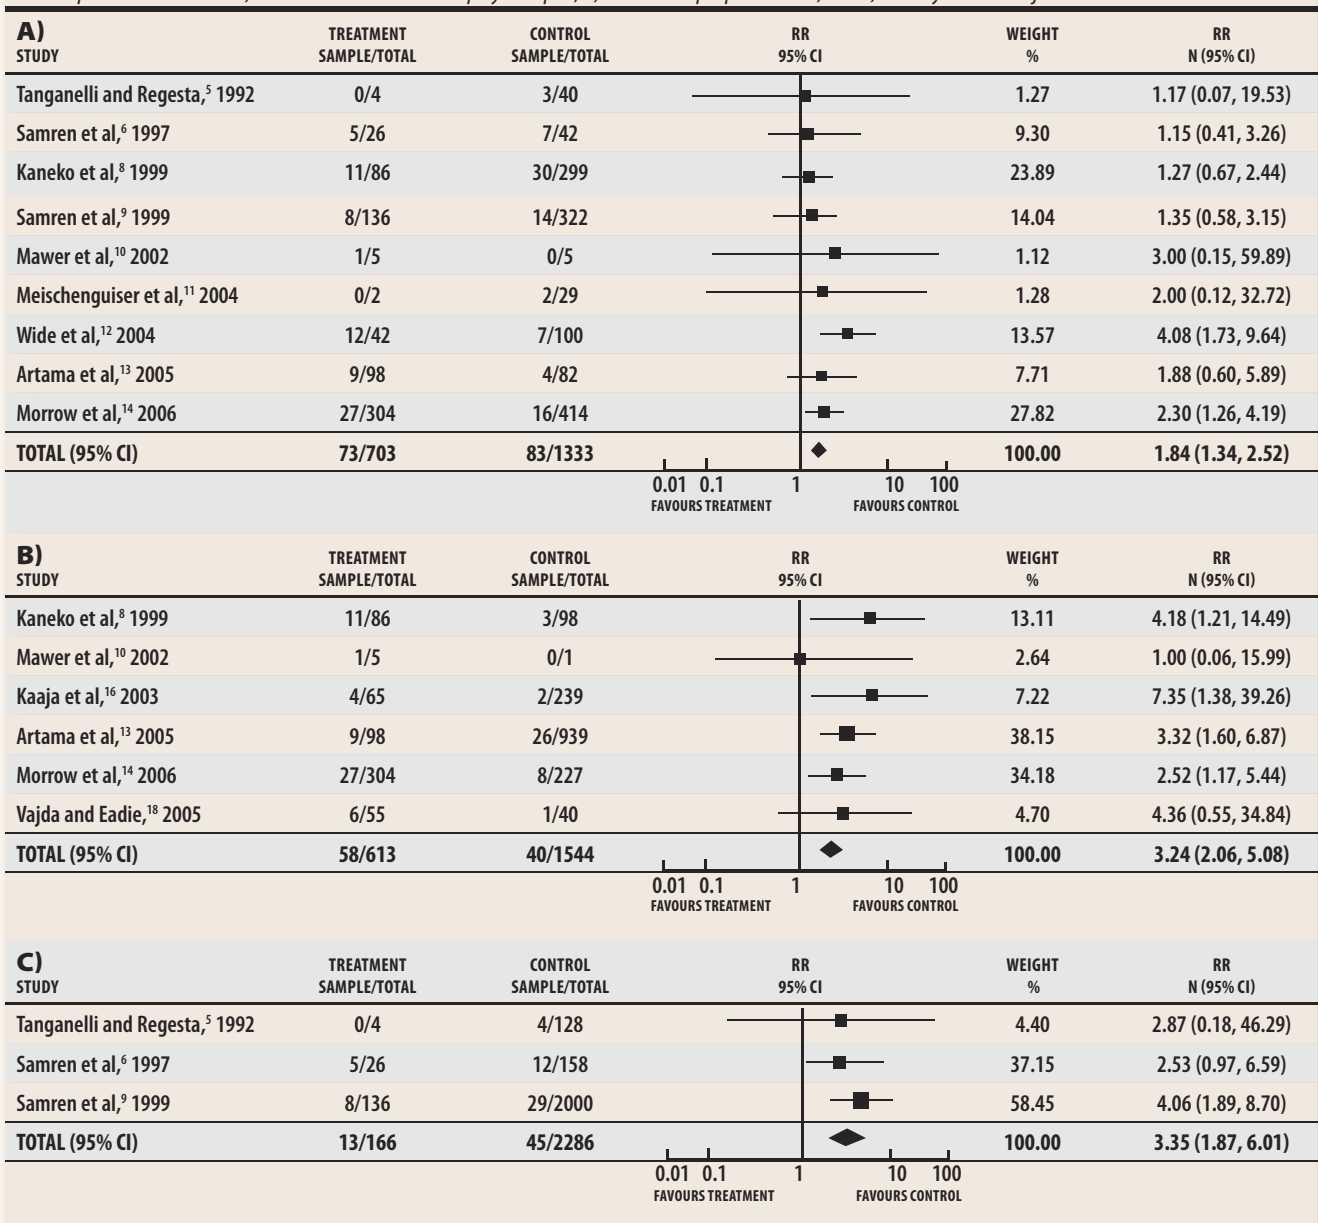 A)
STUDY TREATMENT SAMPLE/TOTAL CONTROL SAMPLE/TOTAL RR 95% CI WEIGHT % RR N (95% CI)
Tanganelli and Regesta,5 1992 0/4 3/40 1.27 1.17 (0.07, 19.53)
Samren et al,6 1997 5/26 7/42 9.30 1.15 (0.41, 3.26)
Kaneko et al,8 1999 11/86 30/299 23.89 1.27 (0.67, 2.44)
Samren et al,9 1999 8/136 14/322 14.04 1.35 (0.58, 3.15)
Mawer et al,10 2002 1/5 0/5 1.12 3.00 (0.15, 59.89)
Meischenguiser et al,11 2004 0/2 2/29 1.28 2.00 (0.12, 32.72)
Wide et al,12 2004 12/42 7/100 13.57 4.08 (1.73, 9.64)
Artama et al,13 2005 9/98 4/82 7.71 1.88 (0.60, 5.89)
Morrow et al,14 2006 27/304 16/414 27.82 2.30 (1.26, 4.19)
TOTAL (95% CI) 73/703 83/1333 100.00 1.84 (1.34, 2.52)
0.01 0.1 1 10 100
FAVOURS TREATMENT FAVOURS CONTROL
B)
STUDY TREATMENT SAMPLE/TOTAL CONTROL SAMPLE/TOTAL RR 95% CI WEIGHT % RR N (95% CI)
Kaneko et al,8 1999 11/86 3/98 13.11 4.18 (1.21, 14.49)
Mawer et al,10 2002 1/5 0/1 2.64 1.00 (0.06, 15.99)
Kaaja et al,16 2003 4/65 2/239 7.22 7.35 (1.38, 39.26)
Artama et al,13 2005 9/98 26/939 38.15 3.32 (1.60, 6.87)
Morrow et al,14 2006 27/304 8/227 34.18 2.52 (1.17, 5.44)
Vajda and Eadie,18 2005 6/55 1/40 4.70 4.36 (0.55, 34.84)
TOTAL (95% CI) 58/613 40/1544 100.00 3.24 (2.06, 5.08)
0.01 0.1 1 10 100
FAVOURS TREATMENT FAVOURS CONTROL
C)
STUDY TREATMENT SAMPLE/TOTAL CONTROL SAMPLE/TOTAL RR 95% CI WEIGHT % RR N (95% CI)
Tanganelli and Regesta,5 1992 0/4 4/128 4.40 2.87 (0.18, 46.29)
Samren et al,6 1997 5/26 12/158 37.15 2.53 (0.97, 6.59)
Samren et al,9 1999 8/136 29/2000 58.45 4.06 (1.89, 8.70)
TOTAL (95% CI) 13/166 45/2286 100.00 3.35 (1.87, 6.01)
0.01 0.1 1 10 100
FAVOURS TREATMENT FAVOURS CONTROL